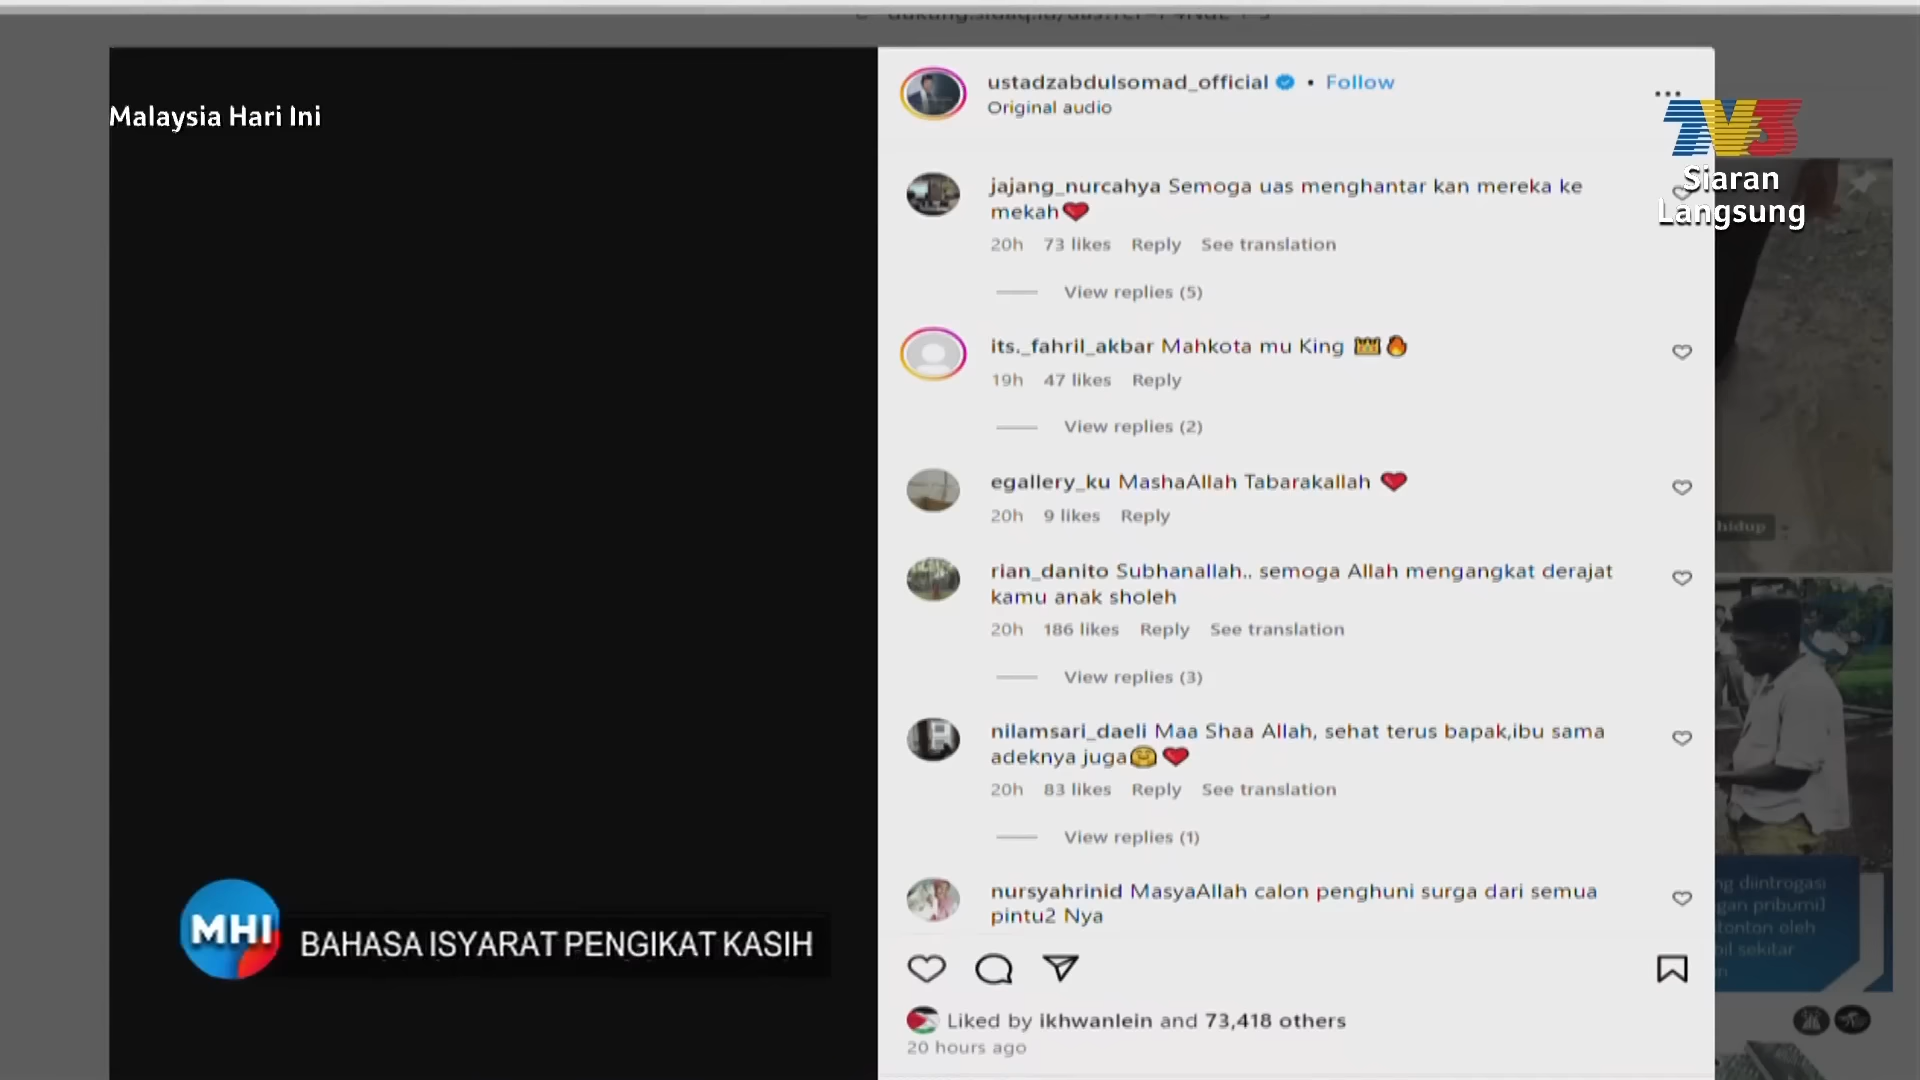 Malaysia Hari Ini
ustadzabdulsomad_official • Follow
Original audio
TV3
Siaran
Langsung
jajang_nurcahya Semoga uas menghantar kan mereka ke
mekah❤️
20h 73 likes Reply See translation
View replies (5)
its._fahril_akbar Mahkota mu King 👑🔥
19h 47 likes Reply
View replies (2)
egallery_ku MashaAllah Tabarakallah ❤️
20h 9 likes Reply
rian_danito Subhanallah.. semoga Allah mengangkat derajat
kamu anak sholeh
20h 186 likes Reply See translation
View replies (3)
nilamsari_daeli Maa Shaa Allah, sehat terus bapak,ibu sama
adeknya juga😊❤️
20h 83 likes Reply See translation
View replies (1)
nursyahrinid MasyaAllah calon penghuni surga dari semua
pintu2 Nya
Liked by ikhwanlein and 73,418 others
20 hours ago
MHI
BAHASA ISYARAT PENGIKAT KASIH
hidup
diintrogasi
pribumi]
oleh
sekitar